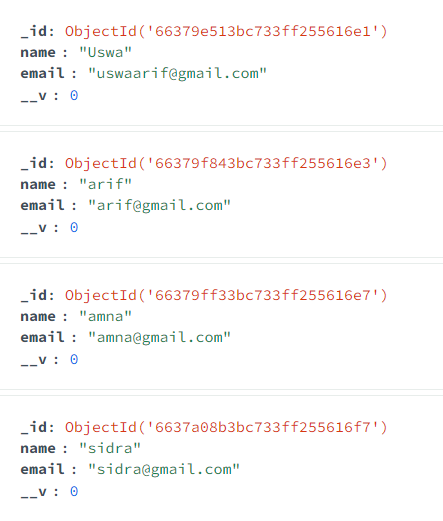 _id: ObjectId('66379e513bc733ff255616e1')
name : "Uswa"
email : "uswaarif@gmail.com"
__v : 0
_id: ObjectId('66379f843bc733ff255616e3')
name : "arif"
email : "arif@gmail.com"
__v : 0
_id: ObjectId('66379ff33bc733ff255616e7')
name : "amna"
email : "amna@gmail.com"
__v : 0
_id: ObjectId('6637a08b3bc733ff255616f7')
name : "sidra"
email : "sidra@gmail.com"
__v : 0